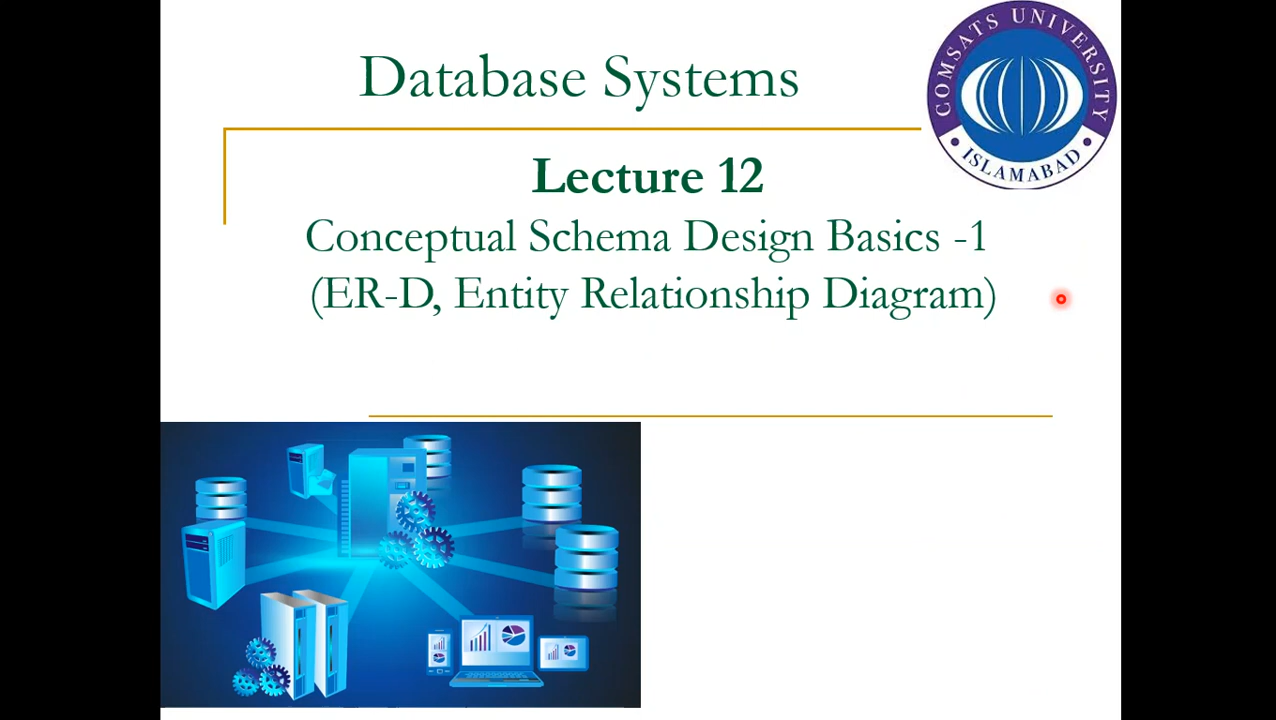 Database Systems
COMSATS UNIVERSITY
ISLAMABAD
Lecture 12
Conceptual Schema Design Basics -1
(ER-D, Entity Relationship Diagram)